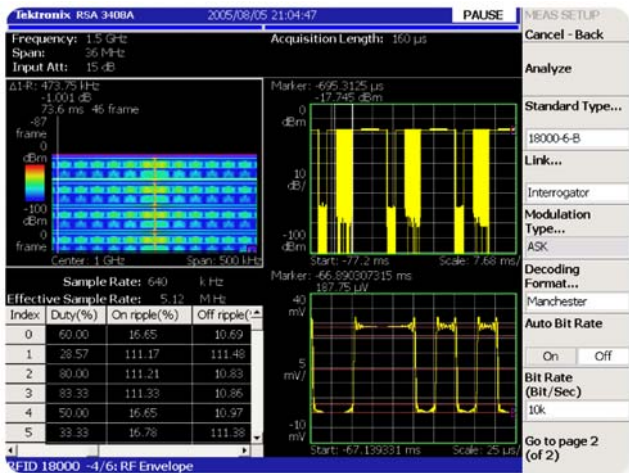 Tektronix RSA 3408A 2005/08/05 21:04:47 PAUSE MEAS SETUP
Frequency: 1.5 GHz Acquisition Length: 160 µs
Span: 36 MHz
Input Att: 15 dB
Cancel - Back
Analyze
Standard Type...
18000-6-B
Link...
Interrogator
Modulation
Type...
ASK
Decoding
Format...
Manchester
Auto Bit Rate
On Off
Bit Rate
(Bit/Sec)
10k
Go to page 2
(of 2)
Δ1-R: 473.75 kHz
-1.001 dB
73.6 ms 46 frame
-87
frame
0
dBm
-100
dBm
0
frame
Center: 1 GHz Span: 500 kHz
Marker: -695.3125 µs
-17.745 dBm
0
dBm
10
dB/
-100
dBm
Start: -77.2 ms Scale: 7.68 ms/
Sample Rate: 640 k Hz
Effective Sample Rate: 5.12 M Hz
Index Duty(%) On ripple(%) Off ripple(
0 60.00 16.65 10.69
1 28.57 111.17 111.48
2 80.00 111.21 10.83
3 83.33 111.33 10.86
4 50.00 16.65 10.97
5 33.33 16.78 111.38
Marker: -66.890307315 ms
187.75 µV
40
mV
5
mV/
-10
mV
Start: -67.139331 ms Scale: 25 µs/
RFID 18000 -4/6: RF Envelope